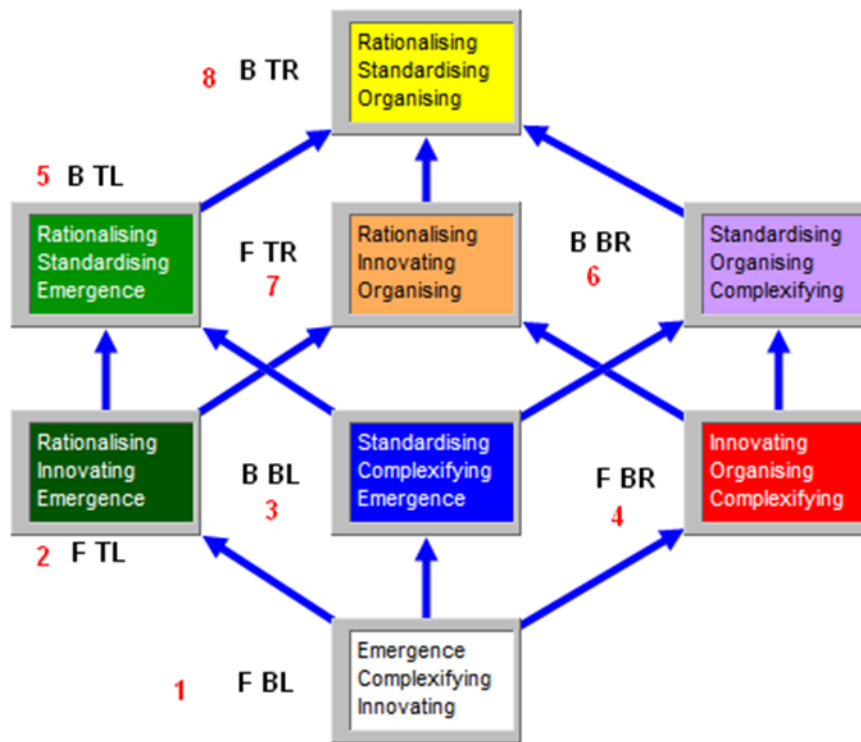 8 B TR
Rationalising
Standardising
Organising
5 B TL
Rationalising
Standardising
Emergence
F TR
7
Rationalising
Innovating
Organising
B BR
6
Standardising
Organising
Complexifying
Rationalising
Innovating
Emergence
2 F TL
B BL
3
Standardising
Complexifying
Emergence
F BR
4
Innovating
Organising
Complexifying
1 F BL
Emergence
Complexifying
Innovating